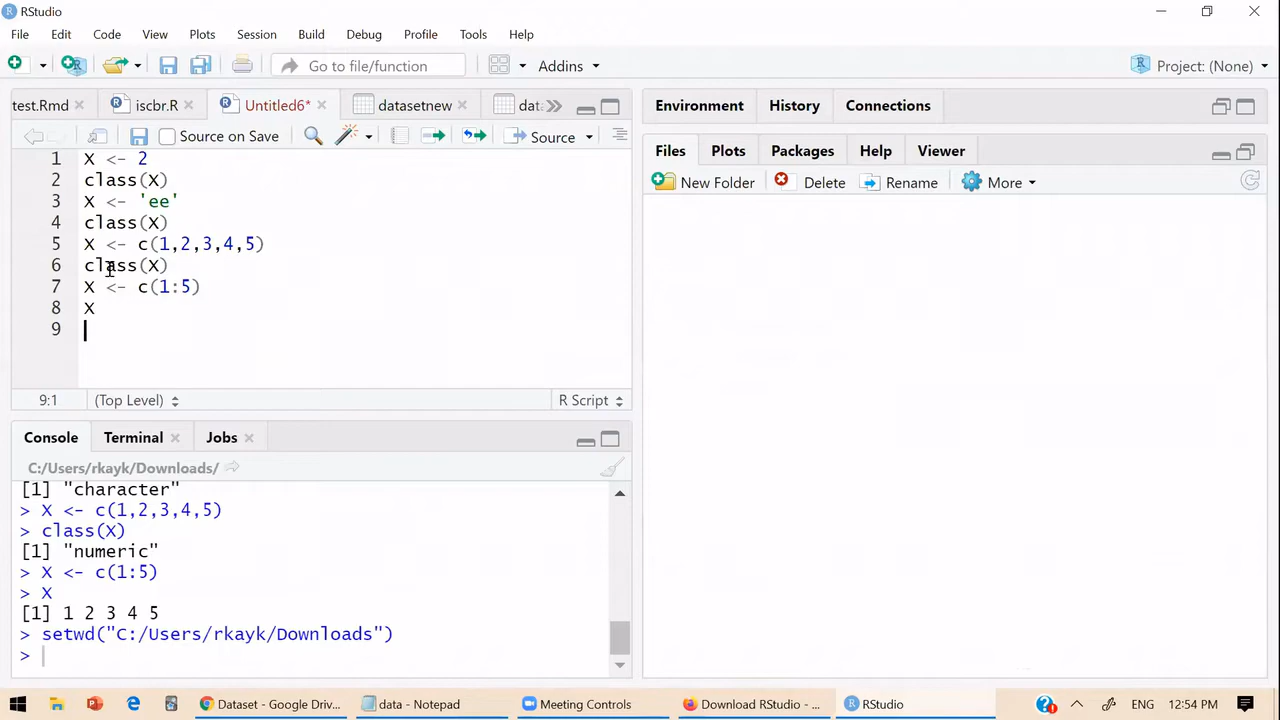 RStudio
File Edit Code View Plots Session Build Debug Profile Tools Help
Go to file/function Addins Project: (None)
test.Rmd iscbr.R Untitled6* datasetnew dat
Source on Save Source
1 X <- 2
2 class(X)
3 X <- 'ee'
4 class(X)
5 X <- c(1,2,3,4,5)
6 class(X)
7 X <- c(1:5)
8 X
9
9:1 (Top Level) R Script
Console Terminal Jobs
C:/Users/rkayk/Downloads/
[1] "character"
> X <- c(1,2,3,4,5)
> class(X)
[1] "numeric"
> X <- c(1:5)
> X
[1] 1 2 3 4 5
> setwd("C:/Users/rkayk/Downloads")
>
Environment History Connections
Files Plots Packages Help Viewer
New Folder Delete Rename More
Dataset - Google Driv... data - Notepad Meeting Controls Download RStudio - ... RStudio ENG 12:54 PM